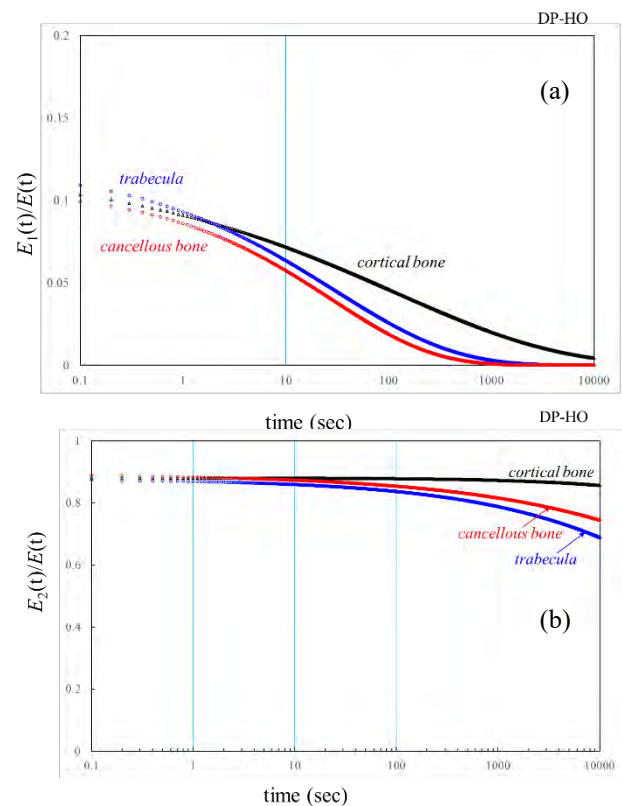 DP-HO
0.2
(a)
0.15
trabecula
0.1
E1(t)/E(t)
cancellous bone
cortical bone
0.05
0
0.1 1 10 100 1000 10000
time (sec)
DP-HO
1
cortical bone
0.8
cancellous bone
trabecula
E2(t)/E(t)
0.6
(b)
0.4
0.2
0
0.1 1 10 100 1000 10000
time (sec)